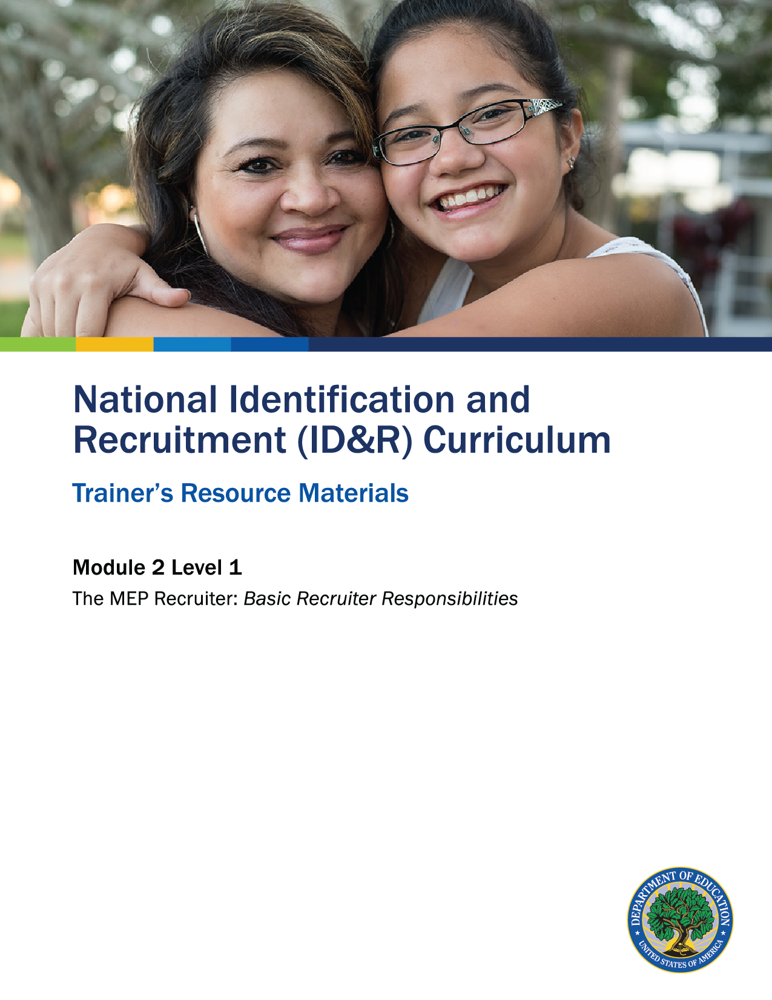 National Identification and
Recruitment (ID&R) Curriculum
Trainer’s Resource Materials
Module 2 Level 1
The MEP Recruiter: Basic Recruiter Responsibilities
DEPARTMENT OF EDUCATION
UNITED STATES OF AMERICA